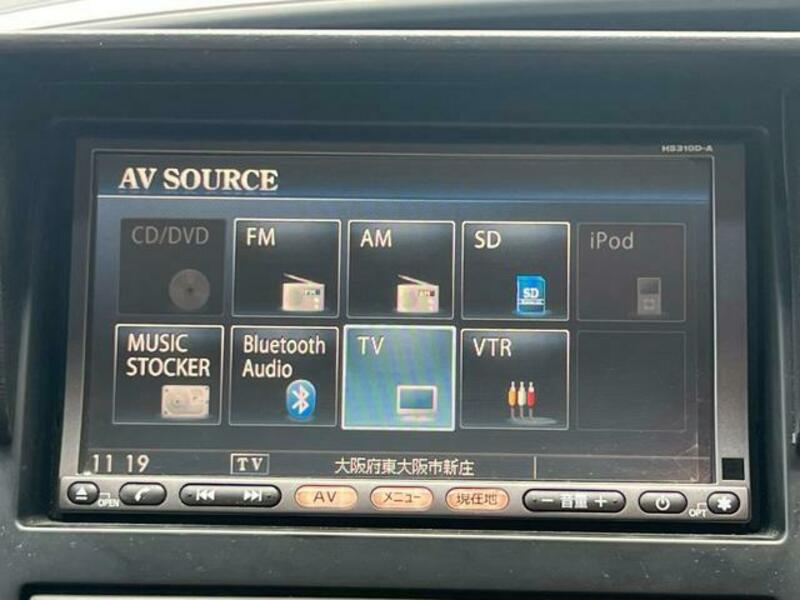 HS310D-A
AV SOURCE
CD/DVD
FM
AM
SD
iPod
MUSIC
STOCKER
Bluetooth
Audio
TV
VTR
11 19
TV
大阪府東大阪市新庄
OPEN
AV
メニュー
現在地
− 音量 +
OPT